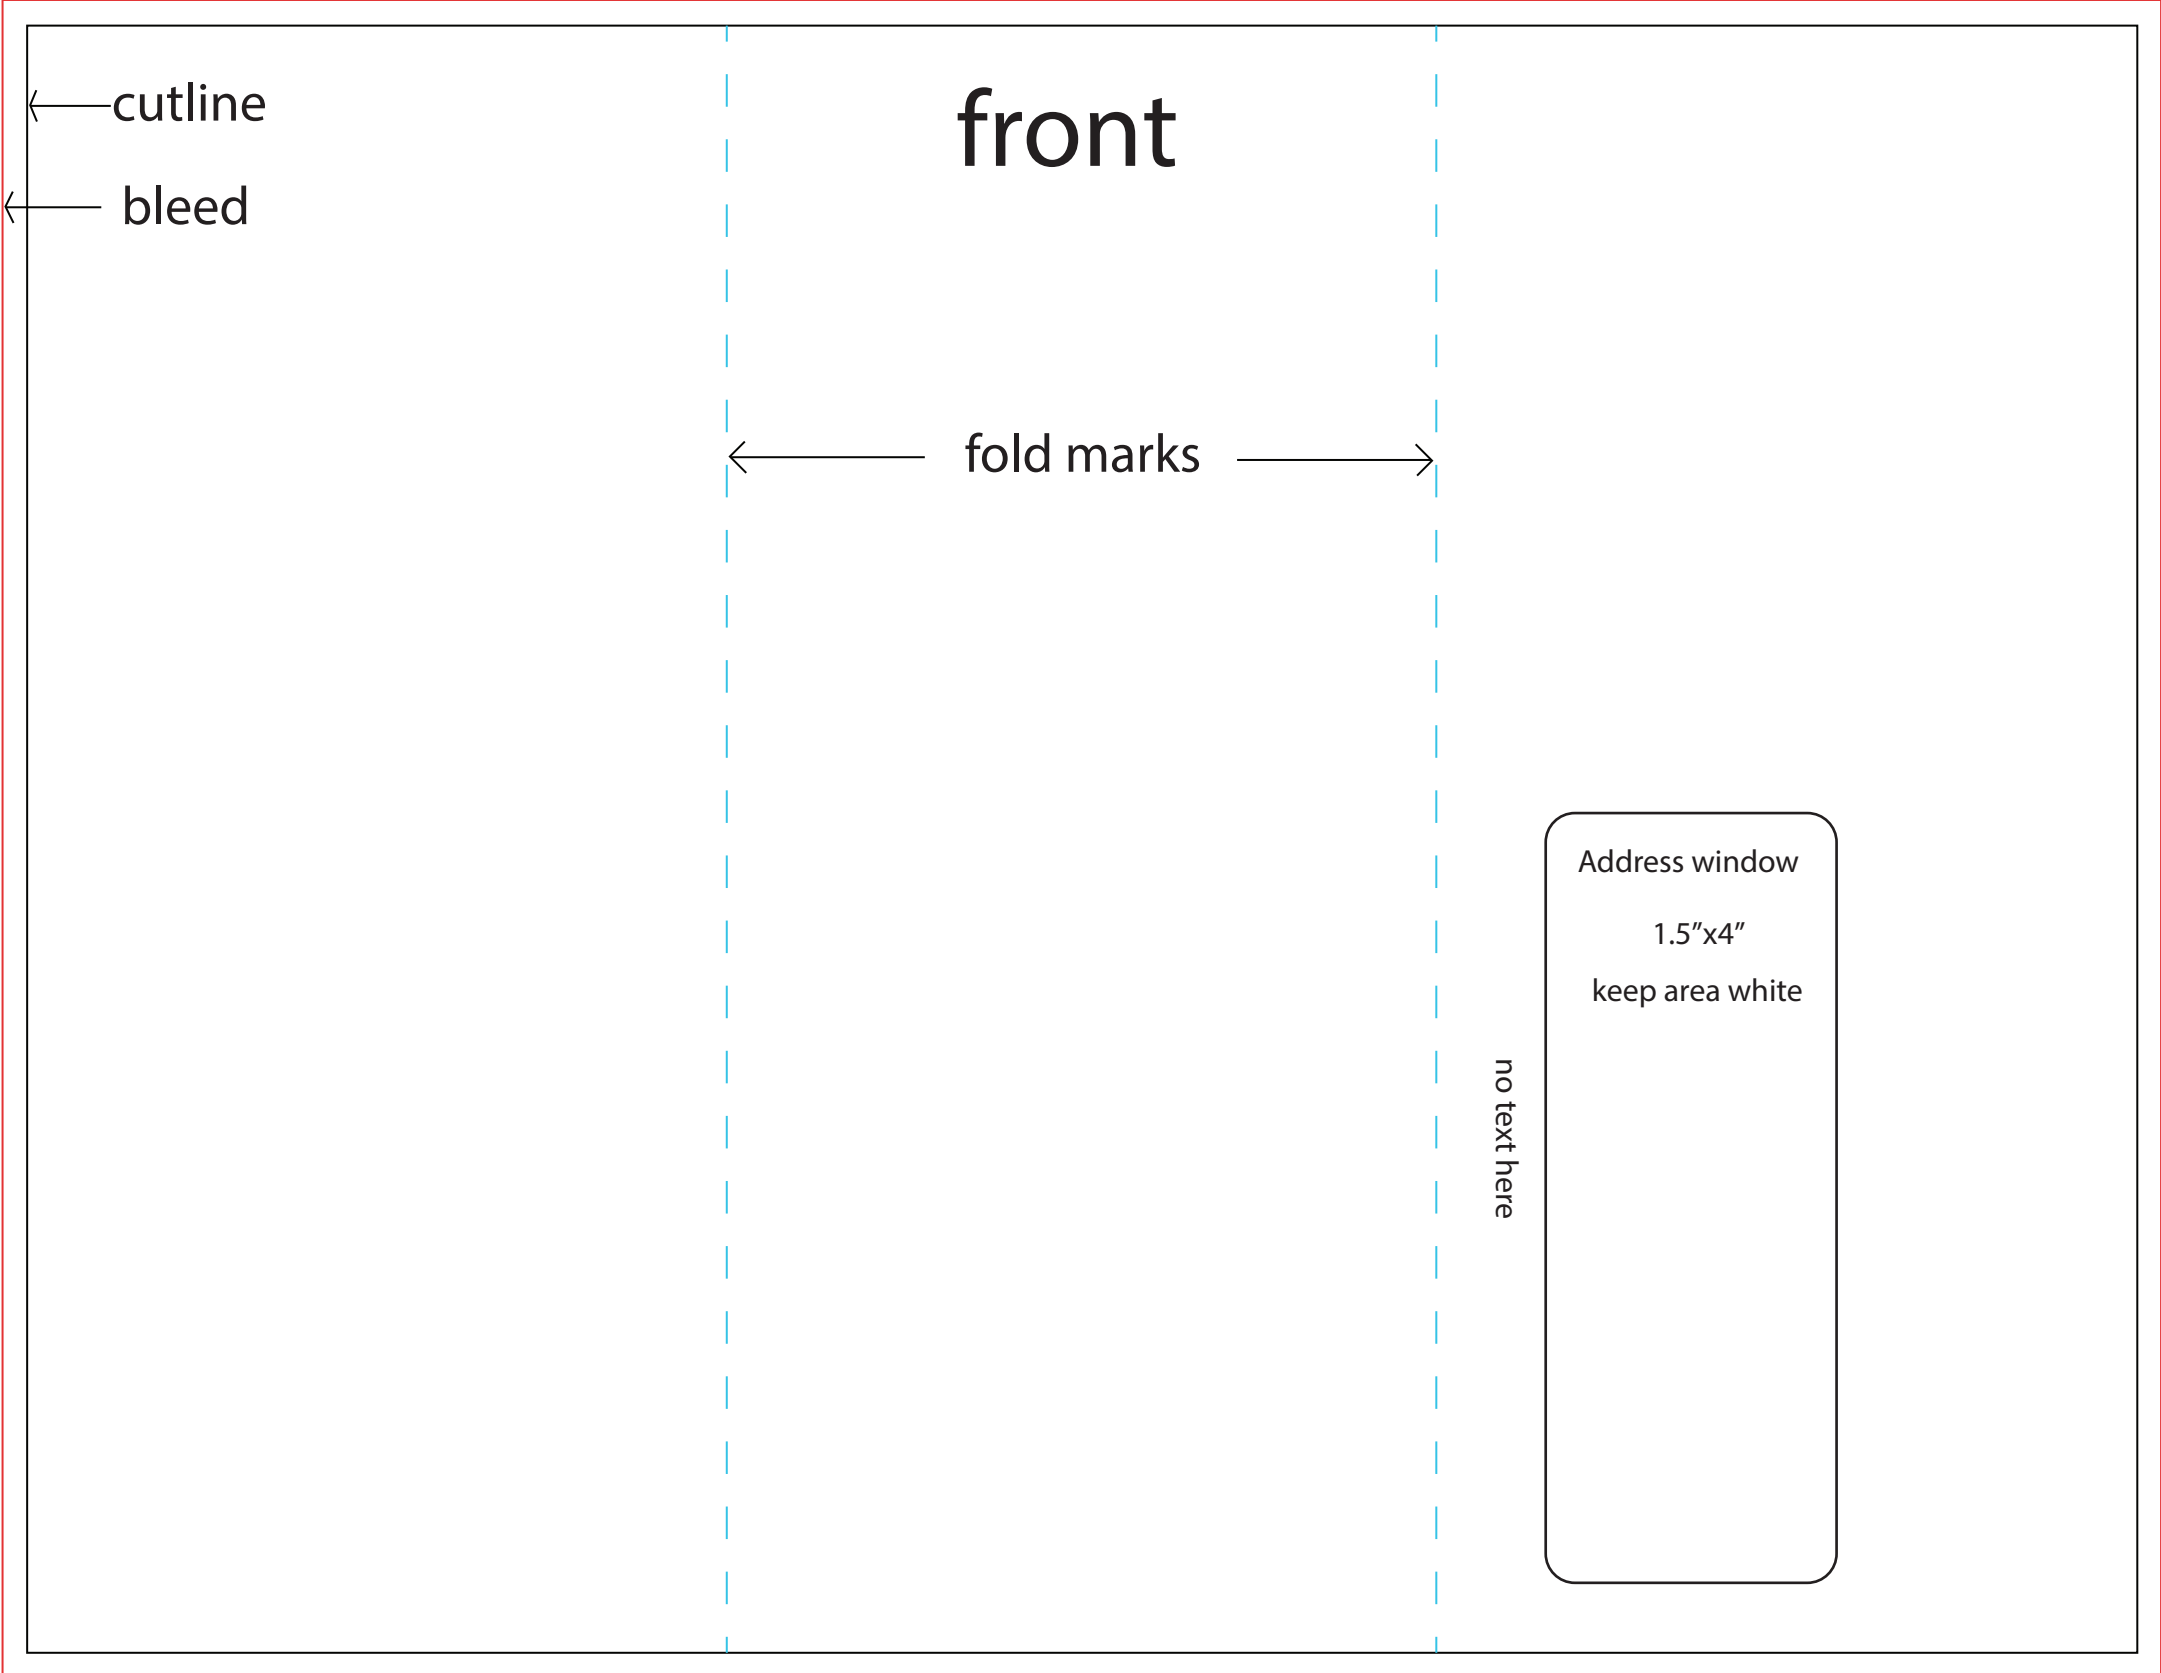 front
cutline
bleed
fold marks
Address window
1.5”x4”
keep area white
no text here